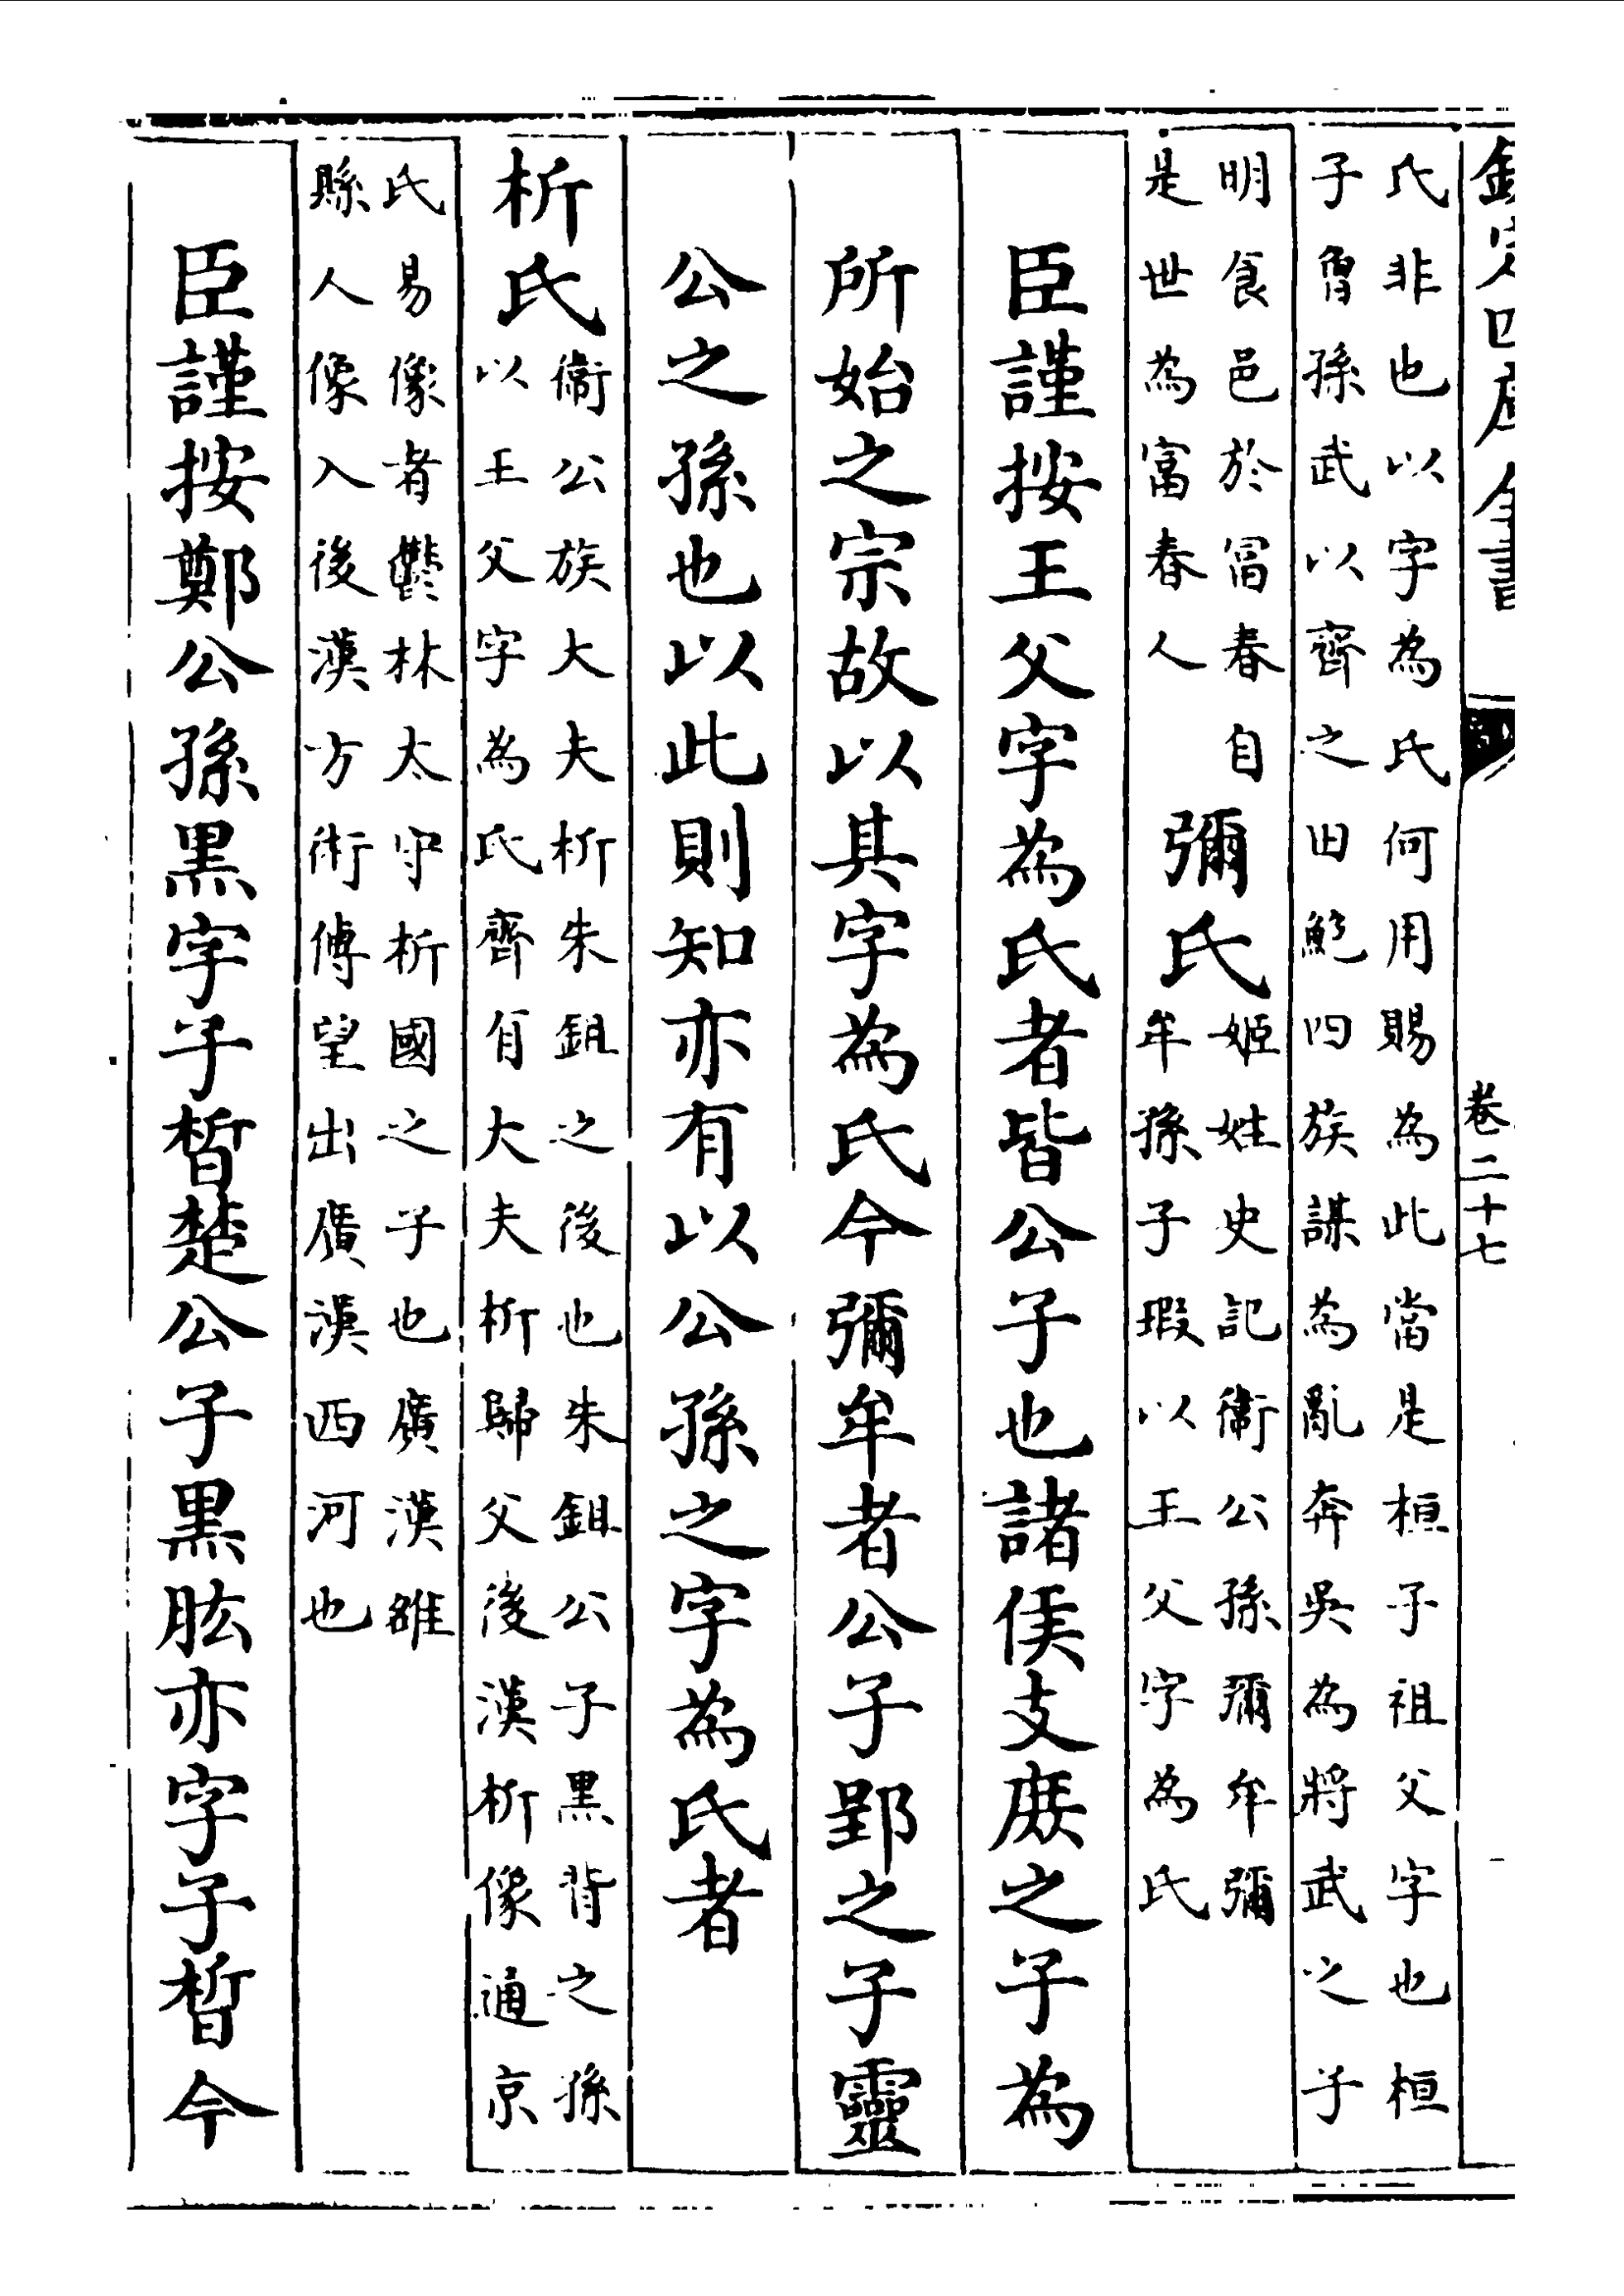 欽定四庫全書
卷二十七
氏非也以字為氏何用賜為此當是桓子祖父字也桓
子曾孫武以齊之田鮑四族謀為亂奔吳為將武之子
明食邑於富春自
是世為富春人
彌氏
姬姓史記衞公孫彌牟彌
牟孫子瑕以王父字為氏
臣謹按王父字為氏者皆公子也諸侯支庶之子為
所始之宗故以其字為氏今彌牟者公子郢之子靈
公之孫也以此則知亦有以公孫之字為氏者
析氏
衞公族大夫析朱鉏之後也朱鉏公子黑背之孫
以王父字為氏齊有大夫析歸父後漢析像通京
氏易像者鬱林太守析國之子也廣漢雒
縣人像入後漢方術傳望出廣漢西河也
臣謹按鄭公孫黑字子晳楚公子黑肱亦字子晳今